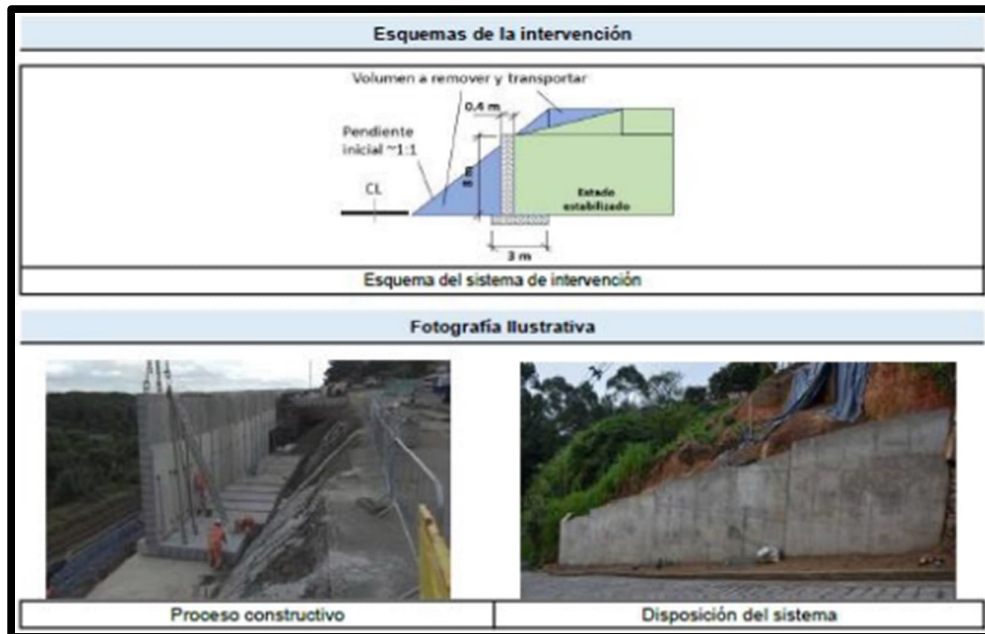 Esquemas de la intervención
Volumen a remover y transportar
0.4 m
Pendiente
inicial ~1:1
8 m
CL
Estado
estabilizado
3 m
Esquema del sistema de intervención
Fotografía Ilustrativa
Proceso constructivo
Disposición del sistema